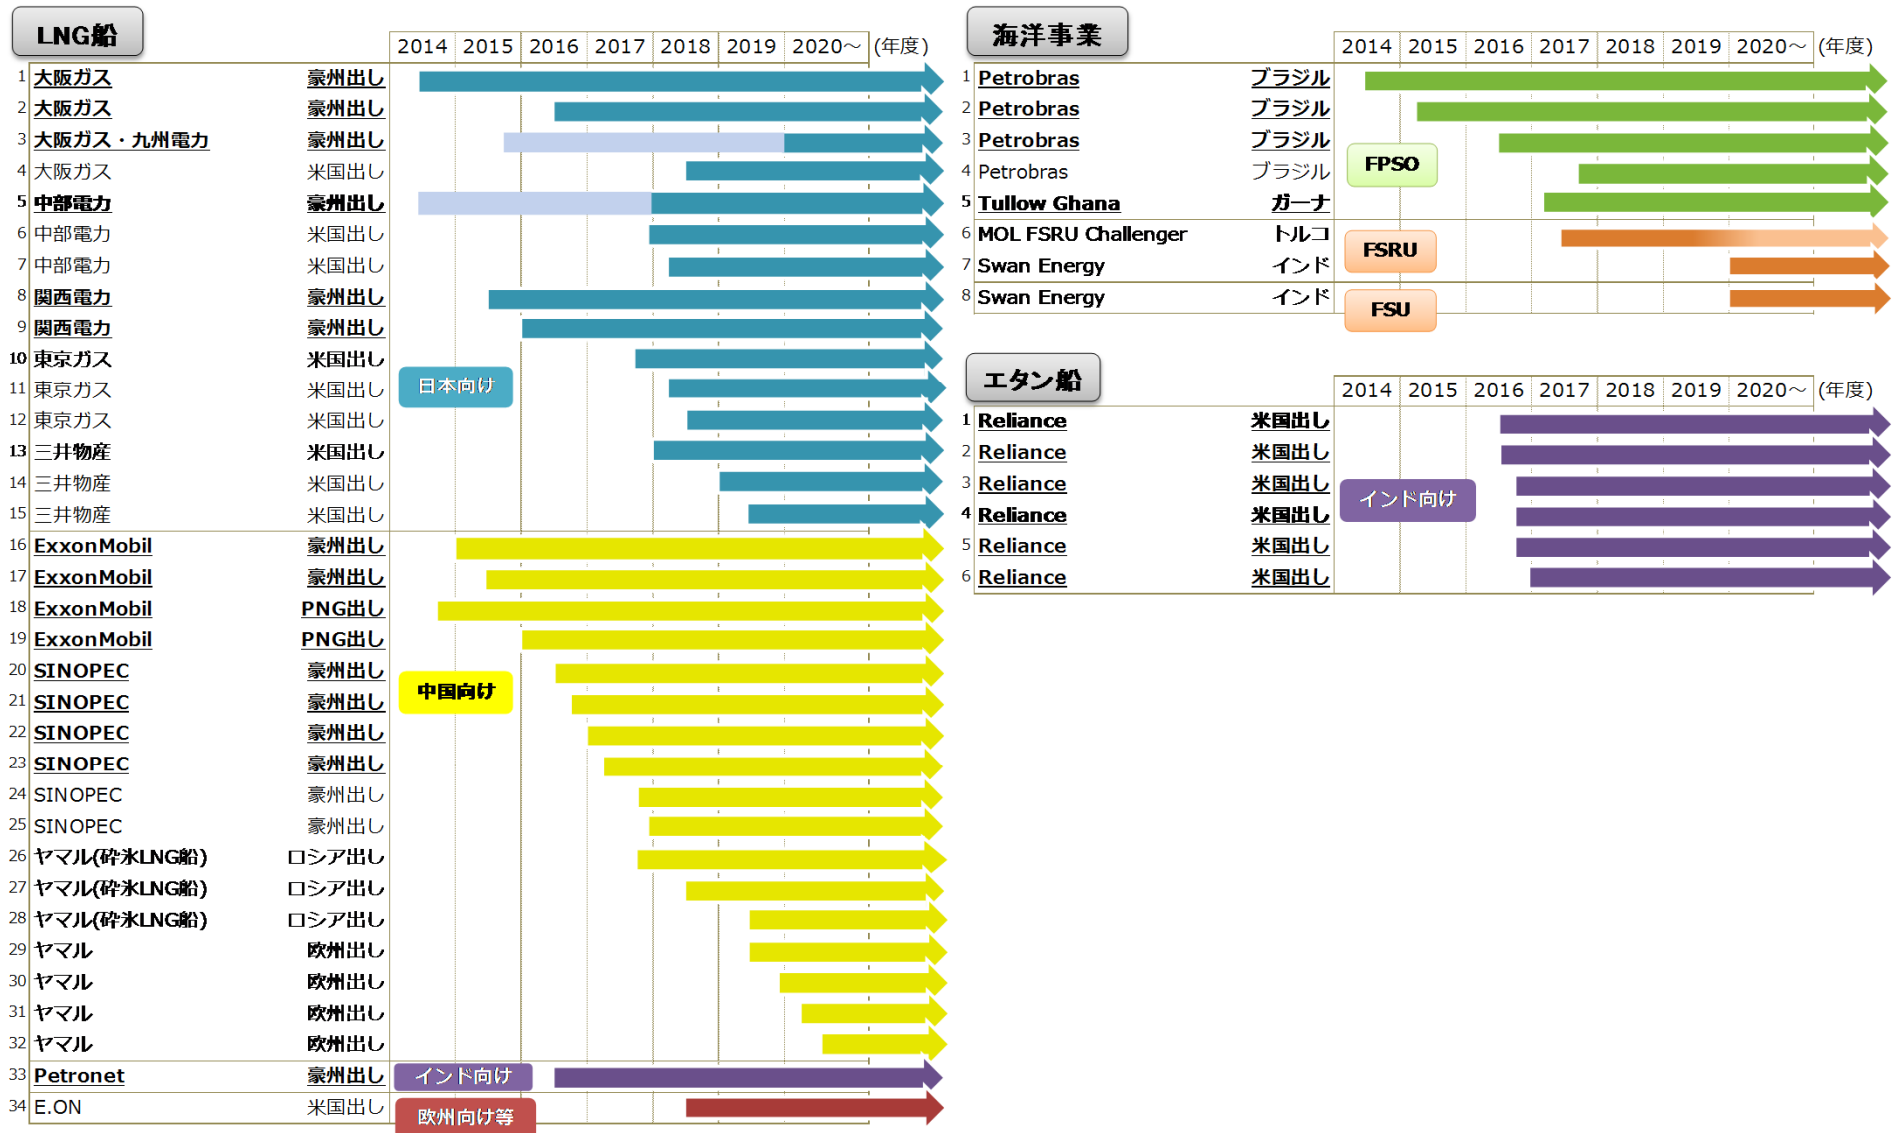 LNG船
2014 2015 2016 2017 2018 2019 2020～ (年度)
1 大阪ガス 豪州出し
2 大阪ガス 豪州出し
3 大阪ガス・九州電力 豪州出し
4 大阪ガス 米国出し
5 中部電力 豪州出し
6 中部電力 米国出し
7 中部電力 米国出し
8 関西電力 豪州出し
9 関西電力 豪州出し
10 東京ガス 米国出し
日本向け
11 東京ガス 米国出し
12 東京ガス 米国出し
13 三井物産 米国出し
14 三井物産 米国出し
15 三井物産 米国出し
16 ExxonMobil 豪州出し
17 ExxonMobil 豪州出し
18 ExxonMobil PNG出し
19 ExxonMobil PNG出し
20 SINOPEC 豪州出し
中国向け
21 SINOPEC 豪州出し
22 SINOPEC 豪州出し
23 SINOPEC 豪州出し
24 SINOPEC 豪州出し
25 SINOPEC 豪州出し
26 ヤマル(砕氷LNG船) ロシア出し
27 ヤマル(砕氷LNG船) ロシア出し
28 ヤマル(砕氷LNG船) ロシア出し
29 ヤマル 欧州出し
30 ヤマル 欧州出し
31 ヤマル 欧州出し
32 ヤマル 欧州出し
33 Petronet 豪州出し インド向け
34 E.ON 米国出し 欧州向け等
海洋事業
2014 2015 2016 2017 2018 2019 2020～ (年度)
1 Petrobras ブラジル
2 Petrobras ブラジル
3 Petrobras ブラジル
FPSO
4 Petrobras ブラジル
5 Tullow Ghana ガーナ
6 MOL FSRU Challenger トルコ
FSRU
7 Swan Energy インド
8 Swan Energy インド
FSU
エタン船
2014 2015 2016 2017 2018 2019 2020～ (年度)
1 Reliance 米国出し
2 Reliance 米国出し
3 Reliance 米国出し
インド向け
4 Reliance 米国出し
5 Reliance 米国出し
6 Reliance 米国出し